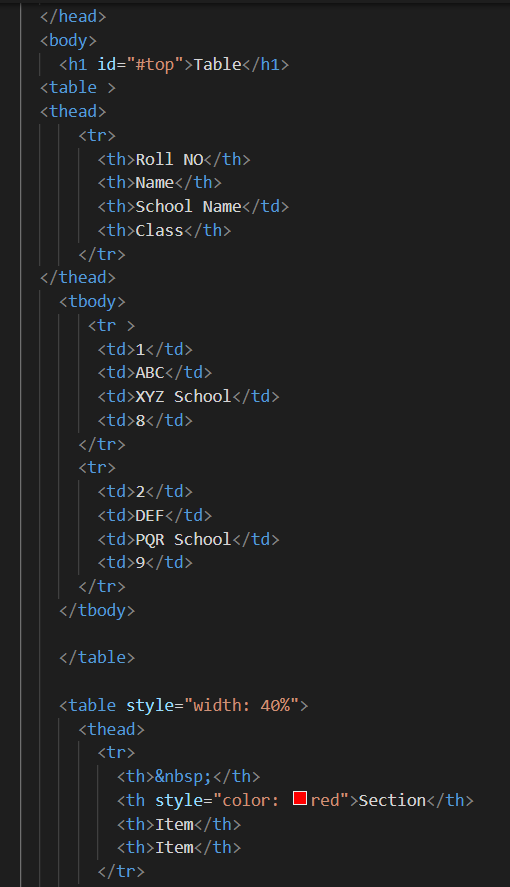 </head>
<body>
<h1 id="#top">Table</h1>
<table >
<thead>
<tr>
<th>Roll NO</th>
<th>Name</th>
<th>School Name</td>
<th>Class</th>
</tr>
</thead>
<tbody>
<tr >
<td>1</td>
<td>ABC</td>
<td>XYZ School</td>
<td>8</td>
</tr>
<tr>
<td>2</td>
<td>DEF</td>
<td>PQR School</td>
<td>9</td>
</tr>
</tbody>
</table>
<table style="width: 40%">
<thead>
<tr>
<th>&nbsp;</th>
<th style="color: red">Section</th>
<th>Item</th>
<th>Item</th>
</tr>